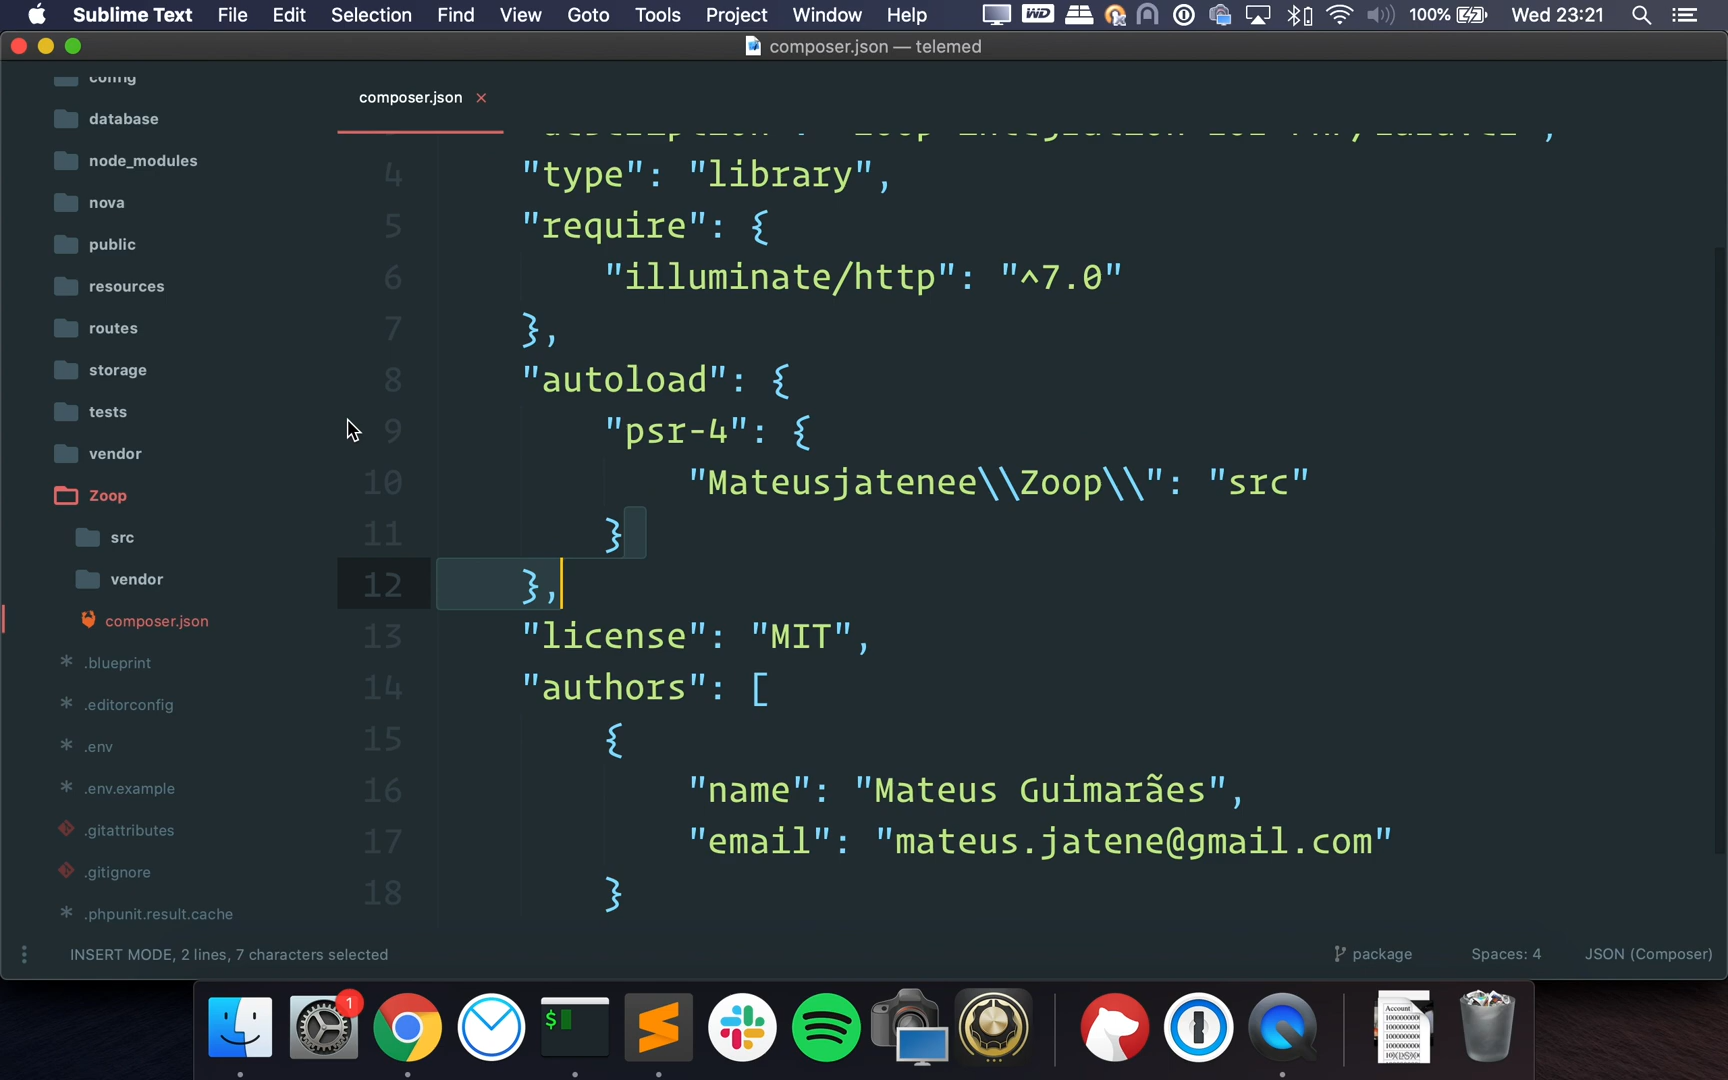 Sublime Text File Edit Selection Find View Goto Tools Project Window Help WD 100% Wed 23:21
composer.json — telemed
config
database
node_modules
nova
public
resources
routes
storage
tests
vendor
Zoop
src
vendor
composer.json
.blueprint
.editorconfig
.env
.env.example
.gitattributes
.gitignore
.phpunit.result.cache
composer.json ×
4 "type": "library",
5 "require": {
6 "illuminate/http": "^7.0"
7 },
8 "autoload": {
9 "psr-4": {
10 "Mateusjatenee\\Zoop\\": "src"
11 }
12 },
13 "license": "MIT",
14 "authors": [
15 {
16 "name": "Mateus Guimarães",
17 "email": "mateus.jatene@gmail.com"
18 }
INSERT MODE, 2 lines, 7 characters selected package Spaces: 4 JSON (Composer)
1
$
Account
XLSX